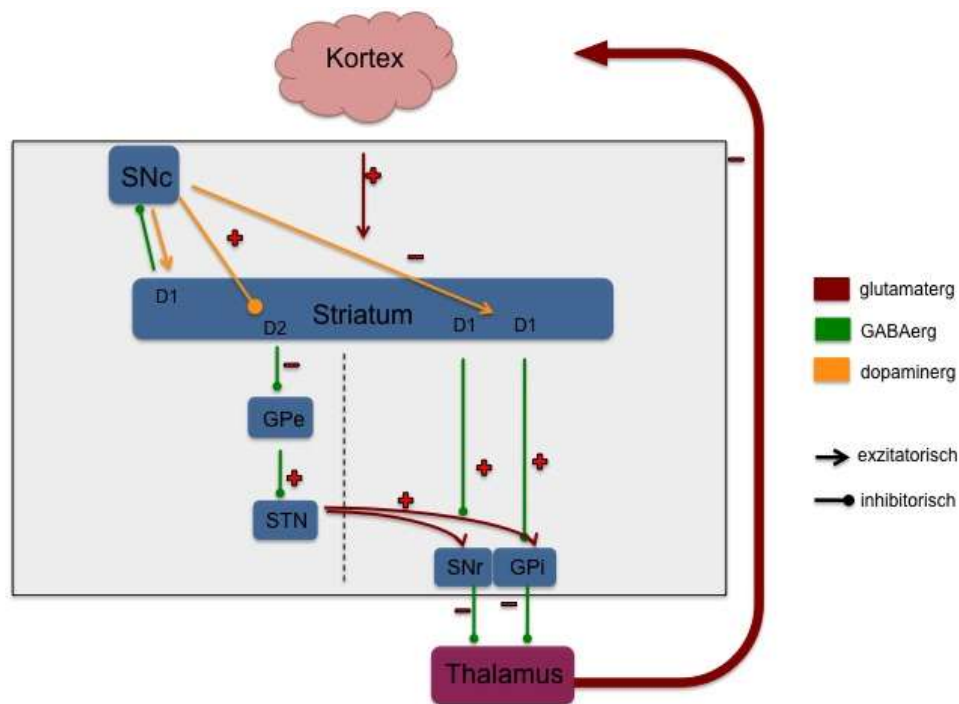 Kortex
SNc
+
−
+
−
D1
Striatum
D2
D1
D1
−
GPe
+
+
+
+
STN
SNr
GPi
−
−
Thalamus
glutamaterg
GABAerg
dopaminerg
exzitatorisch
inhibitorisch